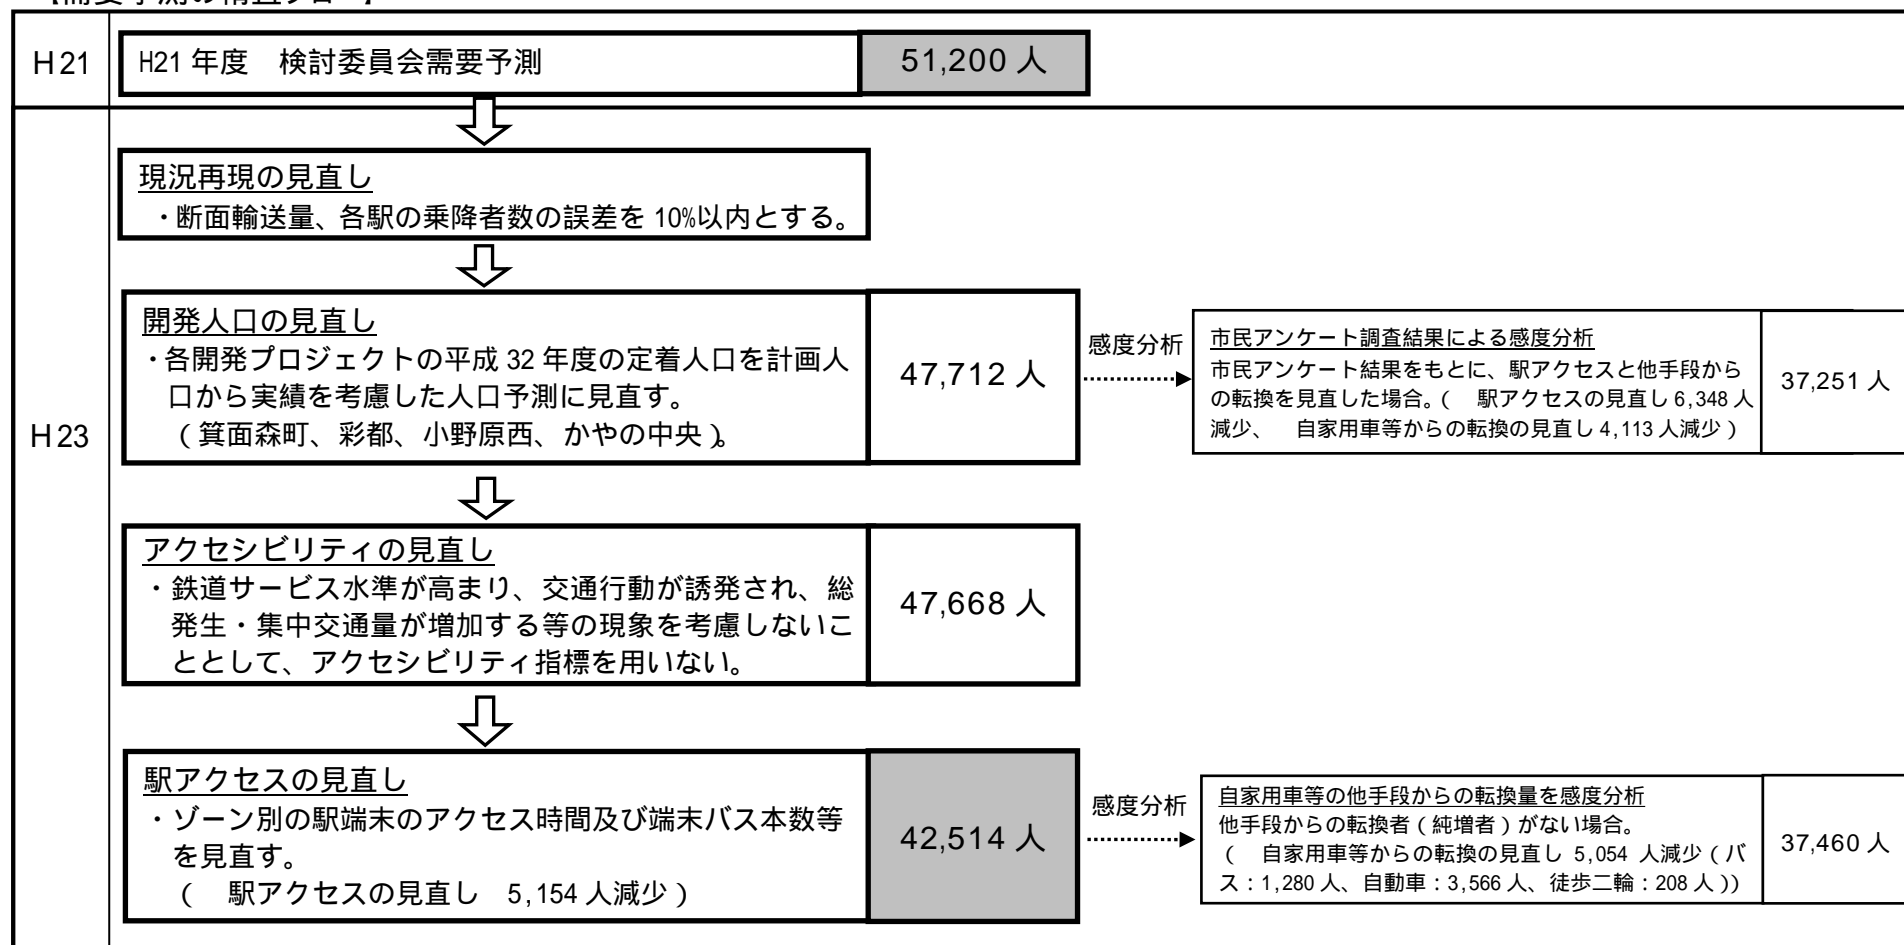 【需要予測の精査フロー】
H21
H21 年度　検討委員会需要予測
51,200 人
H23
現況再現の見直し
・断面輸送量、各駅の乗降者数の誤差を 10%以内とする。
開発人口の見直し
・各開発プロジェクトの平成 32 年度の定着人口を計画人
口から実績を考慮した人口予測に見直す。
(箕面森町、彩都、小野原西、かやの中央)。
47,712 人
感度分析
市民アンケート調査結果による感度分析
市民アンケート結果をもとに、駅アクセスと他手段から
の転換を見直した場合。(　駅アクセスの見直し 6,348 人
減少、　自家用車等からの転換の見直し 4,113 人減少)
37,251 人
アクセシビリティの見直し
・鉄道サービス水準が高まり、交通行動が誘発され、総
発生・集中交通量が増加する等の現象を考慮しないこ
ととして、アクセシビリティ指標を用いない。
47,668 人
駅アクセスの見直し
・ゾーン別の駅端末のアクセス時間及び端末バス本数等
を見直す。
(　駅アクセスの見直し　5,154 人減少)
42,514 人
感度分析
自家用車等の他手段からの転換量を感度分析
他手段からの転換者(純増者)がない場合。
(　自家用車等からの転換の見直し 5,054 人減少(バ
ス:1,280 人、自動車:3,566 人、徒歩二輪:208 人))
37,460 人